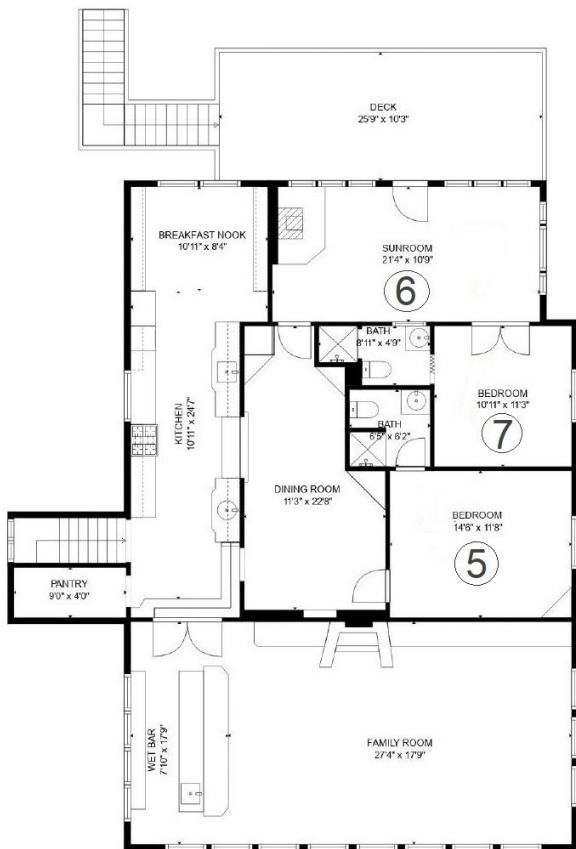 DECK
25'9" x 10'3"
BREAKFAST NOOK
10'11" x 8'4"
SUNROOM
21'4" x 10'9"
6
BATH
8'11" x 4'9"
BEDROOM
10'11" x 11'3"
7
KITCHEN
10'11" x 24'7"
BATH
6'5" x 6'2"
DINING ROOM
11'3" x 22'8"
BEDROOM
14'6" x 11'8"
5
PANTRY
9'0" x 4'0"
WET BAR
7'10" x 17'9"
FAMILY ROOM
27'4" x 17'9"